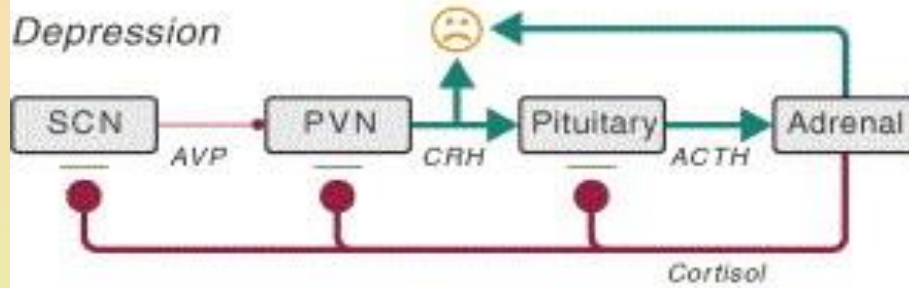 Depression
SCN PVN Pituitary Adrenal
AVP CRH ACTH
Cortisol